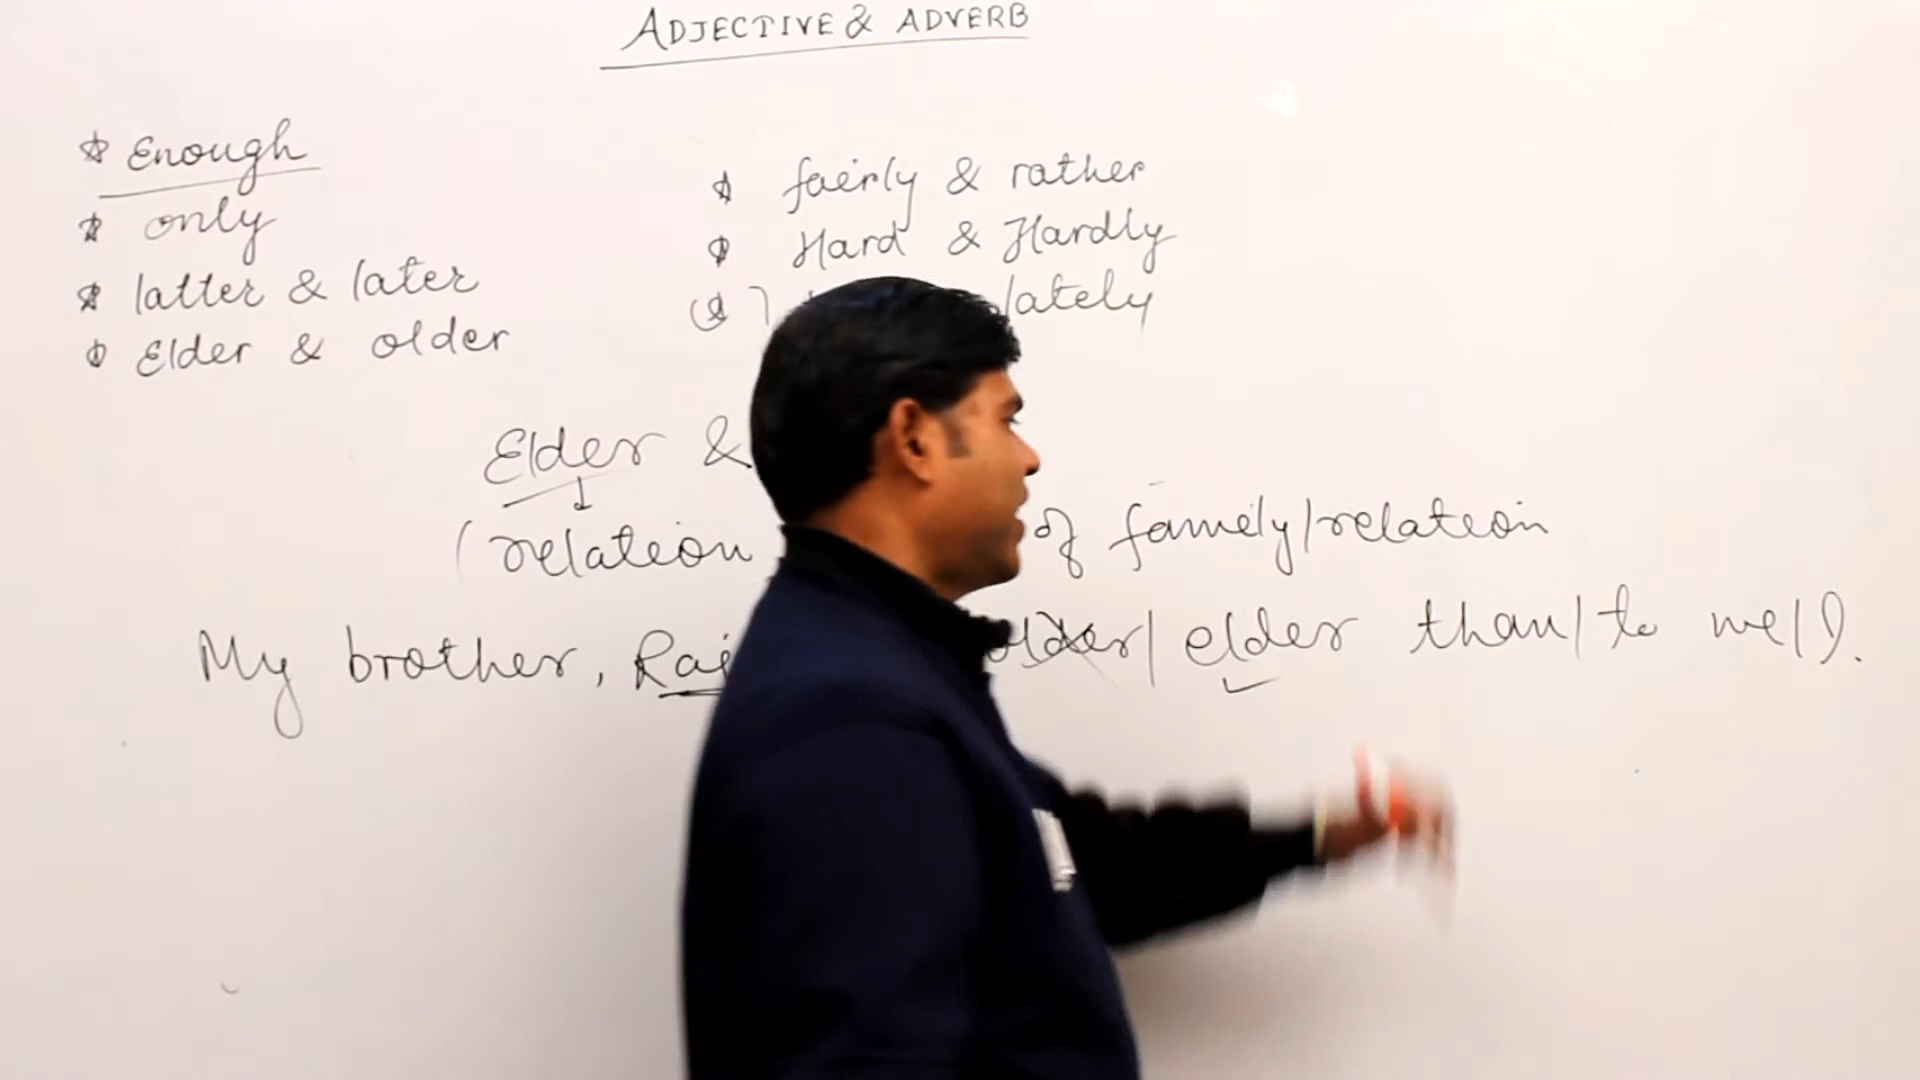 ADJECTIVE & ADVERB
* Enough
* only
* latter & later
* Elder & older
* fairly & rather
* Hard & Hardly
* lately
Elder &
(relation of family/relation
My brother, Raj older/ elder than/ to me/I.